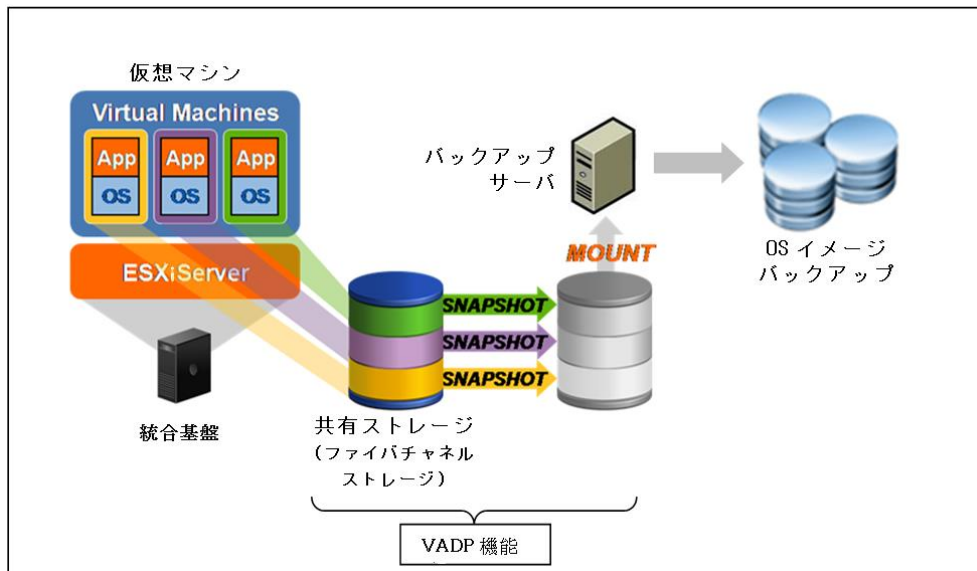 仮想マシン
Virtual Machines
App
App
App
OS
OS
OS
ESXiServer
統合基盤
バックアップ
サーバ
MOUNT
SNAPSHOT
SNAPSHOT
SNAPSHOT
共有ストレージ
(ファイバチャネル
ストレージ)
OS イメージ
バックアップ
VADP 機能